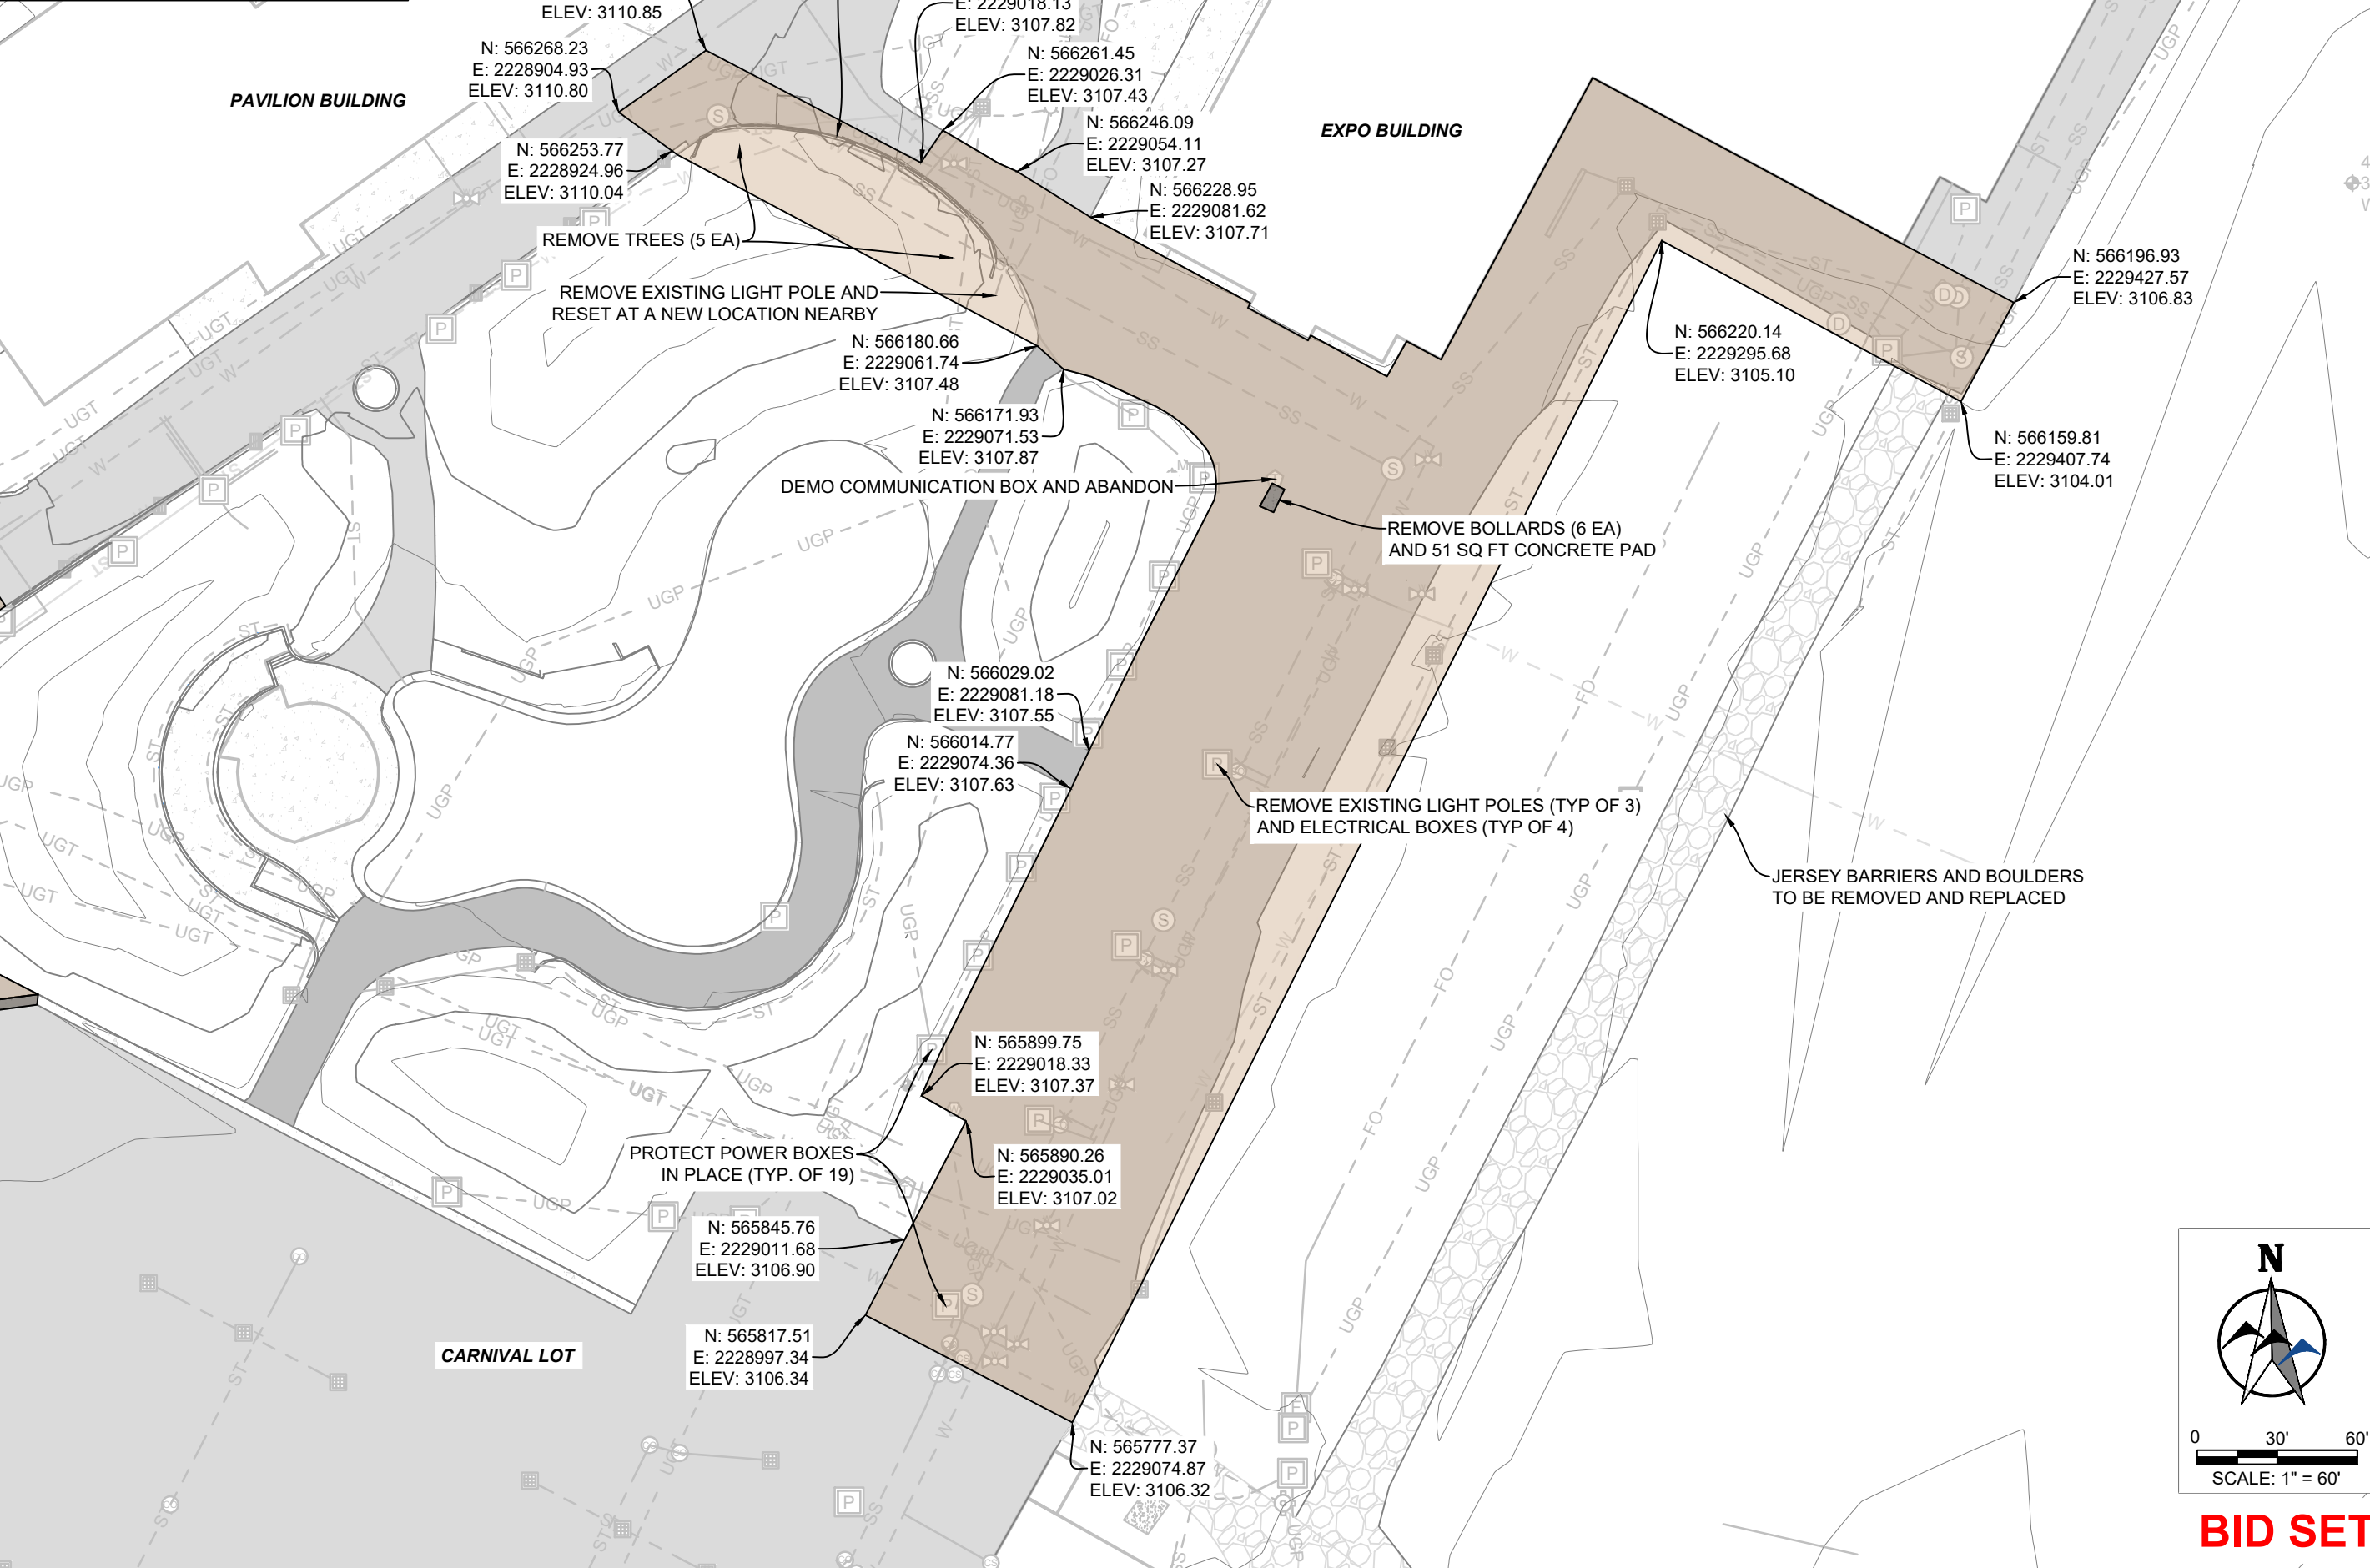 ELEV: 3110.85
E: 2229018.13
ELEV: 3107.82
N: 566268.23
E: 2228904.93
ELEV: 3110.80
N: 566261.45
E: 2229026.31
ELEV: 3107.43
PAVILION BUILDING
EXPO BUILDING
N: 566253.77
E: 2228924.96
ELEV: 3110.04
N: 566246.09
E: 2229054.11
ELEV: 3107.27
N: 566228.95
E: 2229081.62
ELEV: 3107.71
REMOVE TREES (5 EA)
REMOVE EXISTING LIGHT POLE AND
RESET AT A NEW LOCATION NEARBY
N: 566196.93
E: 2229427.57
ELEV: 3106.83
N: 566220.14
E: 2229295.68
ELEV: 3105.10
N: 566180.66
E: 2229061.74
ELEV: 3107.48
N: 566171.93
E: 2229071.53
ELEV: 3107.87
N: 566159.81
E: 2229407.74
ELEV: 3104.01
DEMO COMMUNICATION BOX AND ABANDON
REMOVE BOLLARDS (6 EA)
AND 51 SQ FT CONCRETE PAD
N: 566029.02
E: 2229081.18
ELEV: 3107.55
N: 566014.77
E: 2229074.36
ELEV: 3107.63
REMOVE EXISTING LIGHT POLES (TYP OF 3)
AND ELECTRICAL BOXES (TYP OF 4)
JERSEY BARRIERS AND BOULDERS
TO BE REMOVED AND REPLACED
N: 565899.75
E: 2229018.33
ELEV: 3107.37
PROTECT POWER BOXES
IN PLACE (TYP. OF 19)
N: 565890.26
E: 2229035.01
ELEV: 3107.02
N: 565845.76
E: 2229011.68
ELEV: 3106.90
N: 565817.51
E: 2228997.34
ELEV: 3106.34
CARNIVAL LOT
N: 565777.37
E: 2229074.87
ELEV: 3106.32
N
0 30' 60'
SCALE: 1" = 60'
BID SET